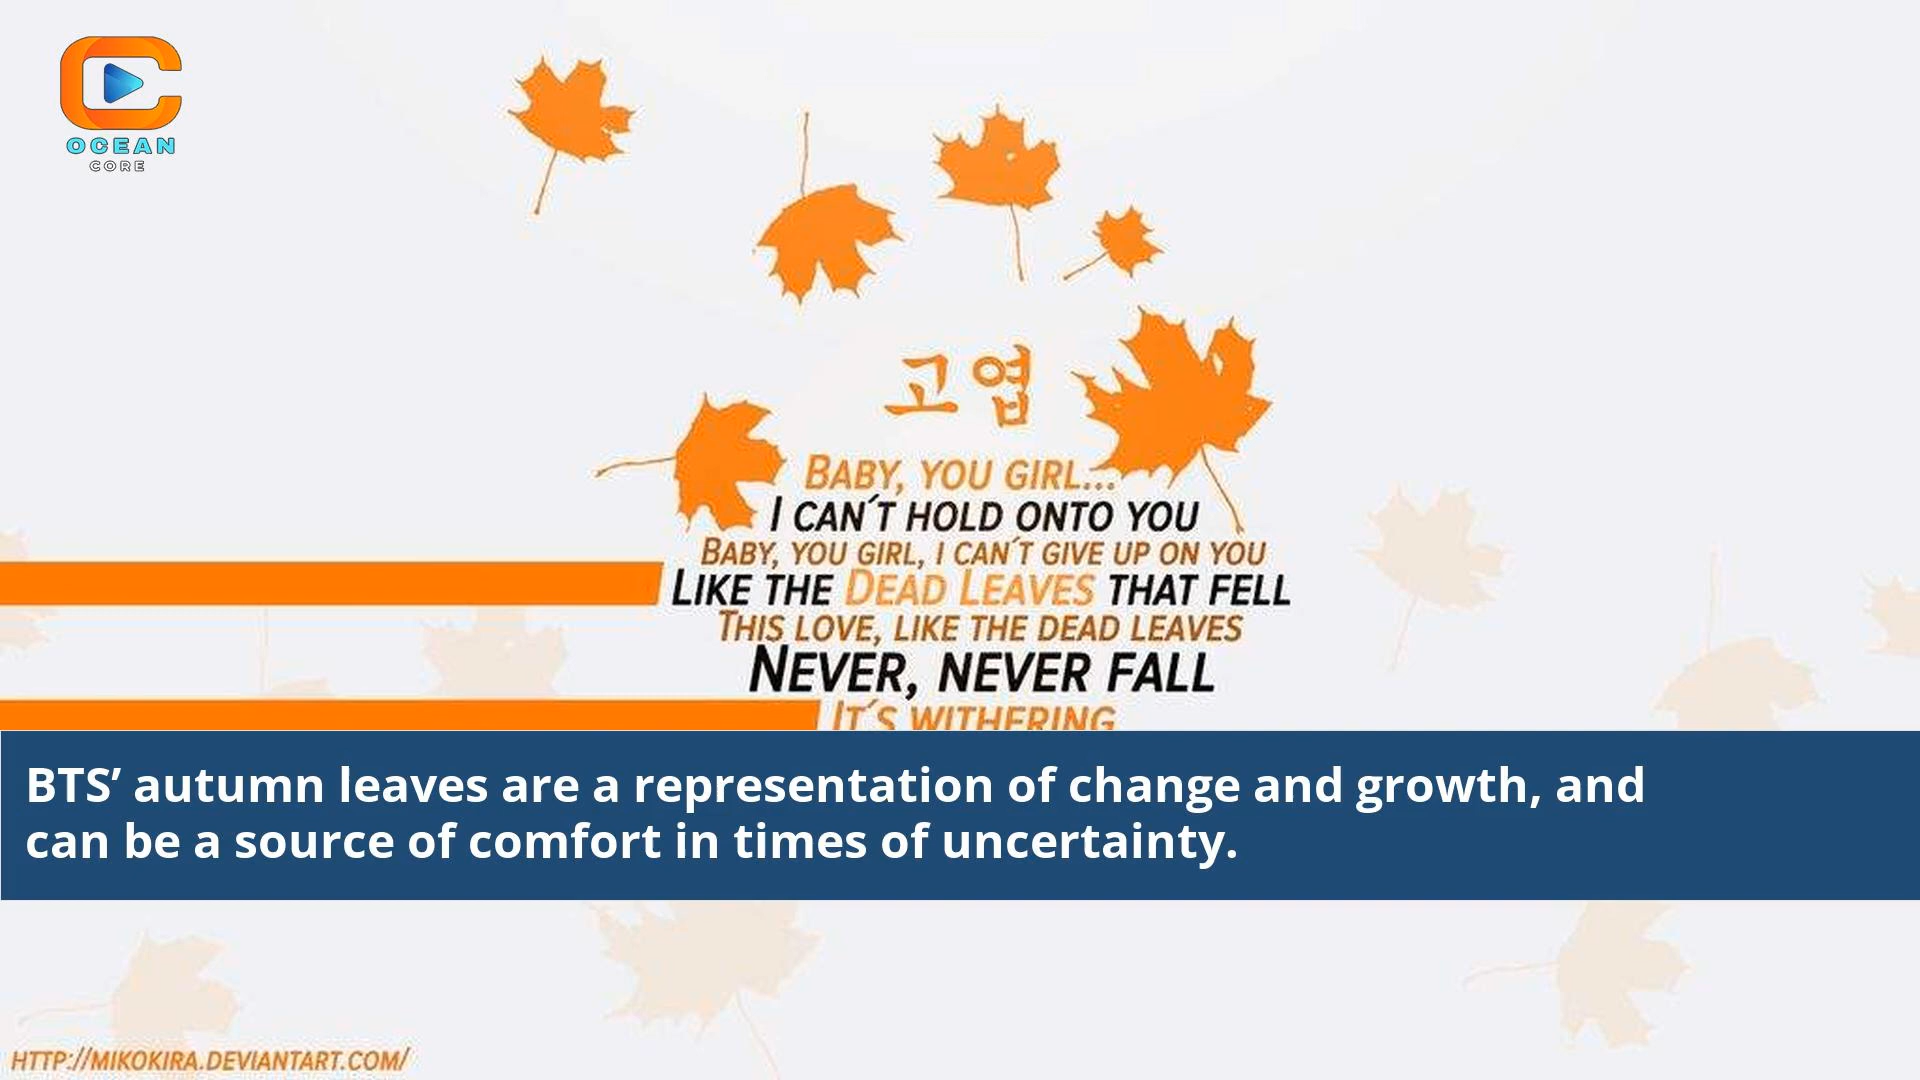 OCEAN
CORE
고엽
BABY, YOU GIRL...
I CAN´T HOLD ONTO YOU
BABY, YOU GIRL, I CAN´T GIVE UP ON YOU
LIKE THE DEAD LEAVES THAT FELL
THIS LOVE, LIKE THE DEAD LEAVES
NEVER, NEVER FALL
IT´S WITHERING
BTS’ autumn leaves are a representation of change and growth, and
can be a source of comfort in times of uncertainty.
HTTP://MIKOKIRA.DEVIANTART.COM/